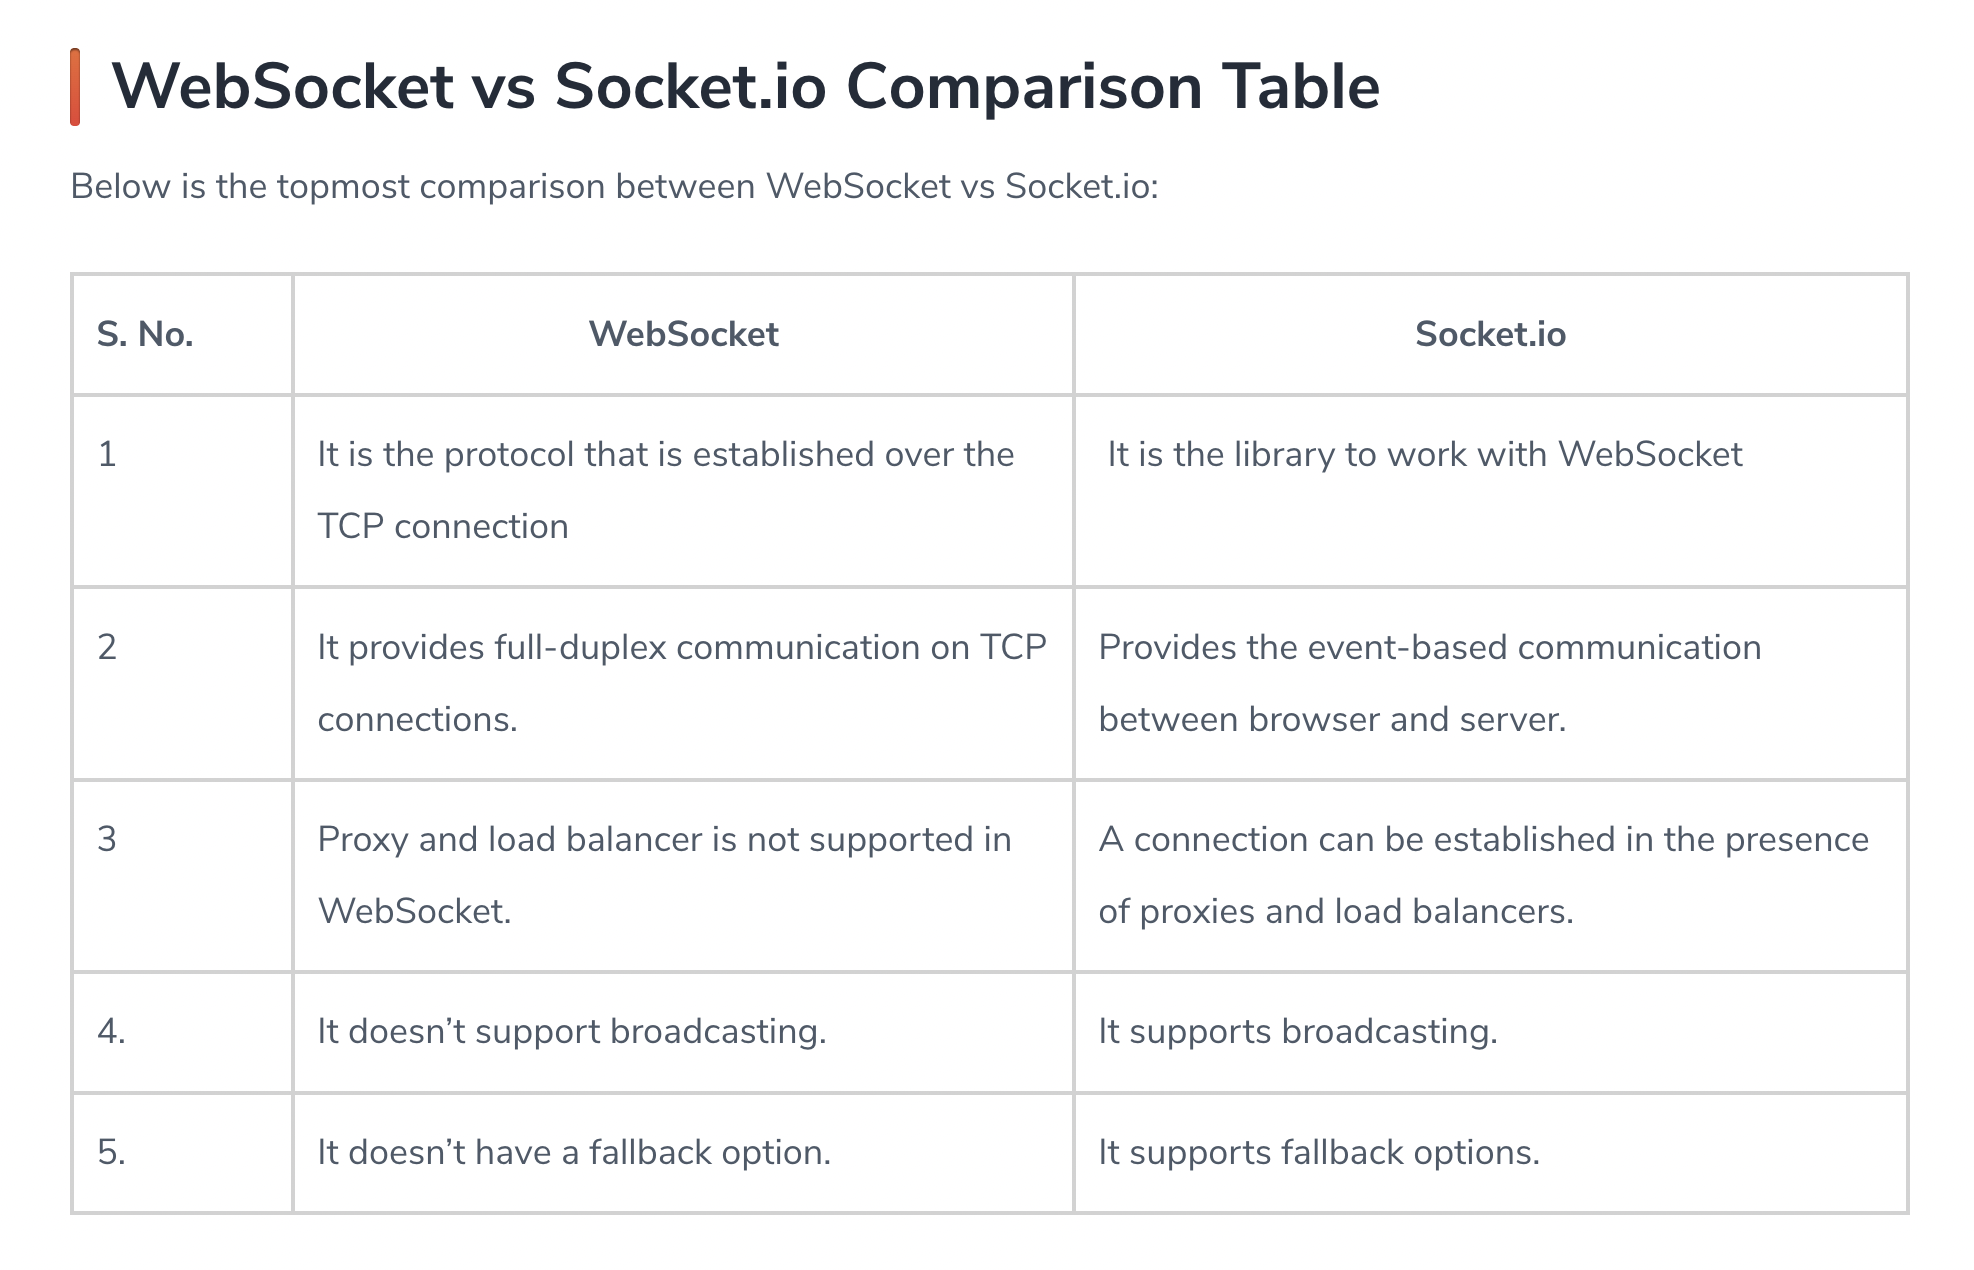 WebSocket vs Socket.io Comparison Table
Below is the topmost comparison between WebSocket vs Socket.io:
S. No.
WebSocket
Socket.io
1
It is the protocol that is established over the
TCP connection
It is the library to work with WebSocket
2
It provides full-duplex communication on TCP
connections.
Provides the event-based communication
between browser and server.
3
Proxy and load balancer is not supported in
WebSocket.
A connection can be established in the presence
of proxies and load balancers.
4.
It doesn’t support broadcasting.
It supports broadcasting.
5.
It doesn’t have a fallback option.
It supports fallback options.